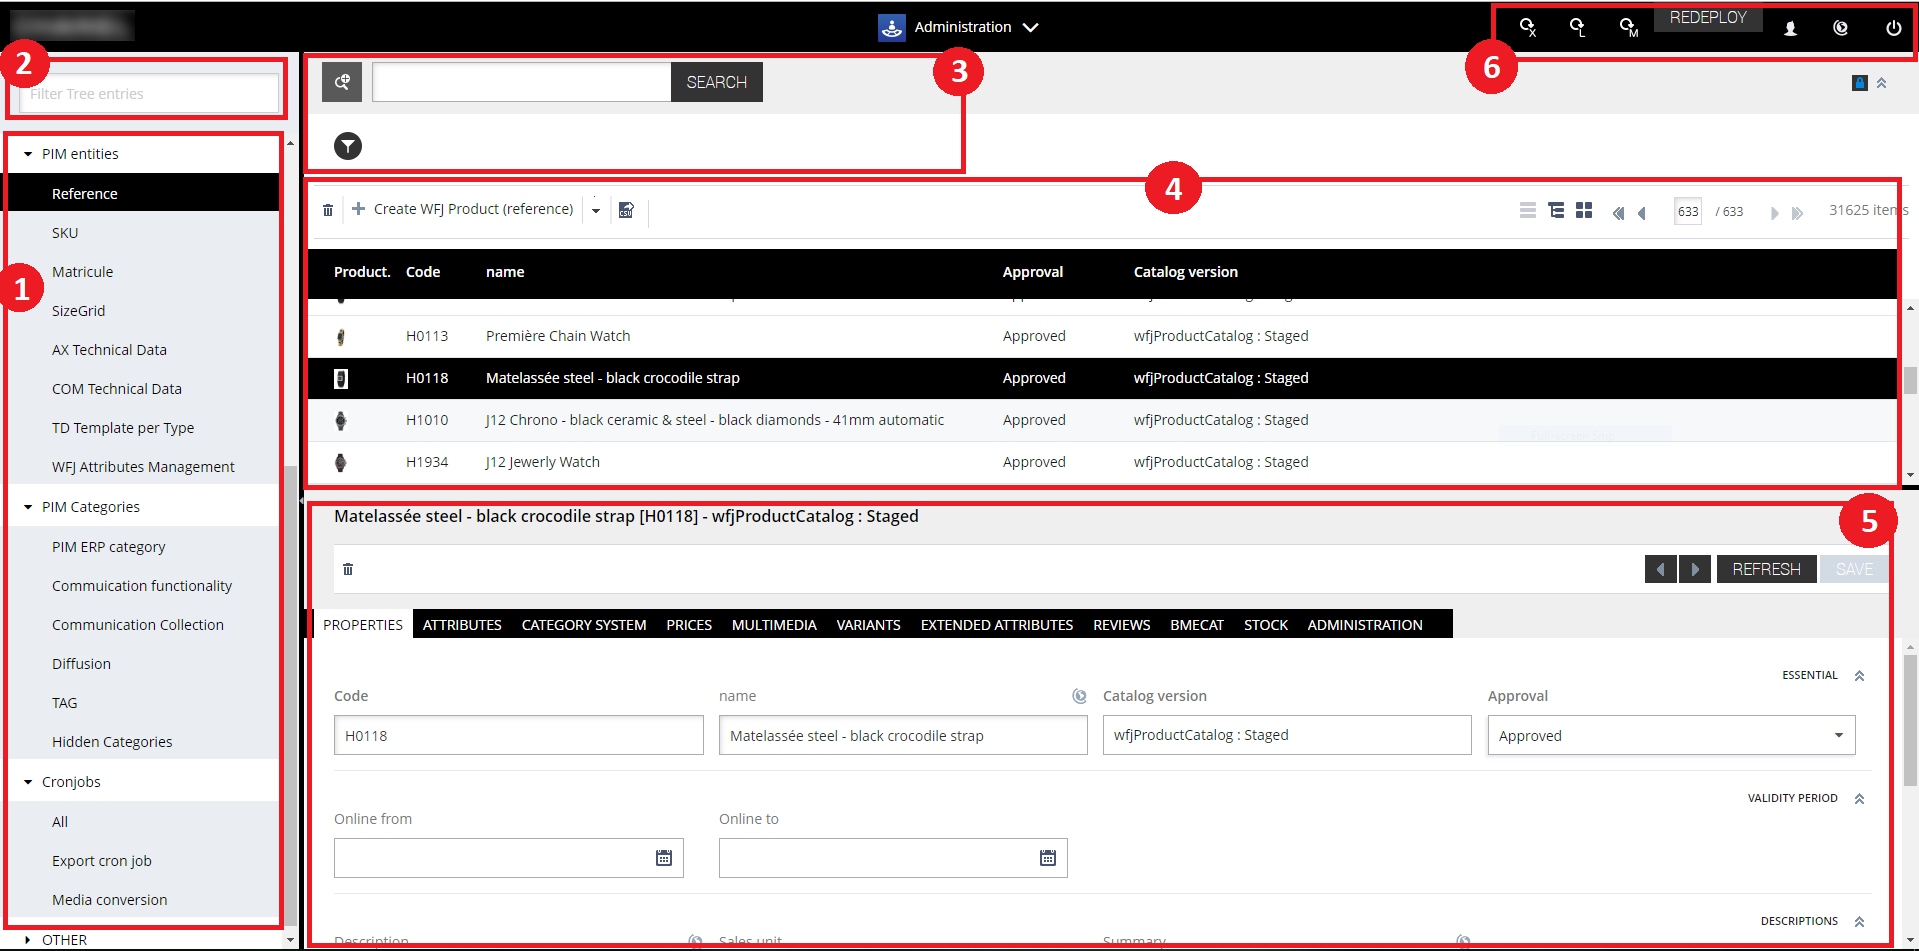 Administration
REDEPLOY
X L M
6
2
Filter Tree entries
3
SEARCH
1
PIM entities
Reference
SKU
Matricule
SizeGrid
AX Technical Data
COM Technical Data
TD Template per Type
WFJ Attributes Management
PIM Categories
PIM ERP category
Commuication functionality
Communication Collection
Diffusion
TAG
Hidden Categories
Cronjobs
All
Export cron job
Media conversion
OTHER
4
Create WFJ Product (reference)
CSV
633 / 633 31625 items
Product. Code name Approval Catalog version
H0113 Première Chain Watch Approved wfjProductCatalog : Staged
H0118 Matelassée steel - black crocodile strap Approved wfjProductCatalog : Staged
H1010 J12 Chrono - black ceramic & steel - black diamonds - 41mm automatic Approved wfjProductCatalog : Staged
H1934 J12 Jewerly Watch Approved wfjProductCatalog : Staged
5
Matelassée steel - black crocodile strap [H0118] - wfjProductCatalog : Staged
REFRESH SAVE
PROPERTIES ATTRIBUTES CATEGORY SYSTEM PRICES MULTIMEDIA VARIANTS EXTENDED ATTRIBUTES REVIEWS BMECAT STOCK ADMINISTRATION
ESSENTIAL
Code name Catalog version Approval
H0118 Matelassée steel - black crocodile strap wfjProductCatalog : Staged Approved
VALIDITY PERIOD
Online from Online to
DESCRIPTIONS
Description Sales unit Summary